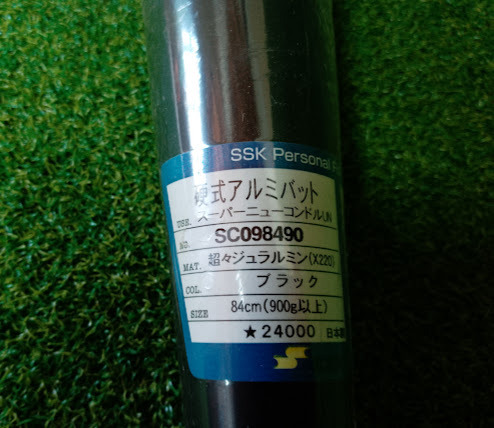 SSK Personal
硬式アルミバット
USE. スーパーニューコンドルUN
NO. SC098490
MAT. 超々ジュラルミン(X220)
COL. ブラック
SIZE 84cm(900g以上)
★24000 日本製